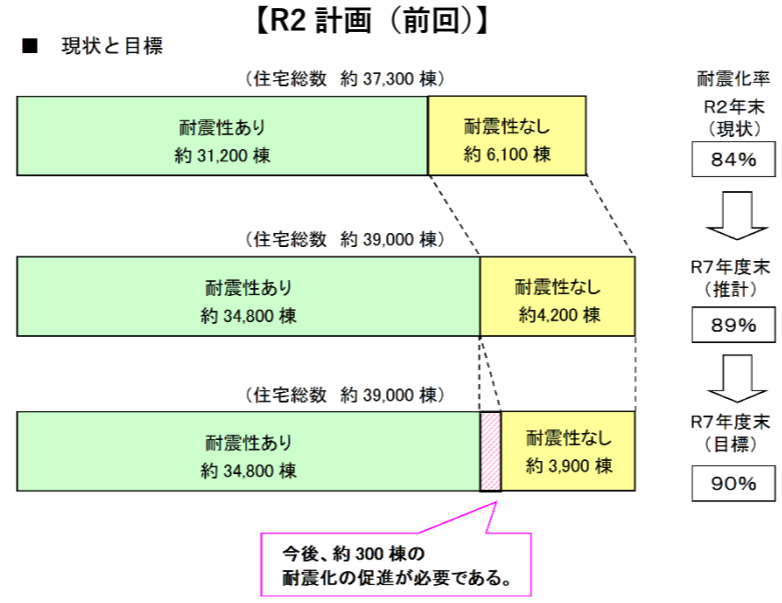 【R2 計画（前回）】
■ 現状と目標
（住宅総数 約 37,300 棟）
耐震化率
耐震性あり
約 31,200 棟
耐震性なし
約 6,100 棟
R2年末
（現状）
84%
（住宅総数 約 39,000 棟）
耐震性あり
約 34,800 棟
耐震性なし
約4,200 棟
R7年度末
（推計）
89%
（住宅総数 約 39,000 棟）
耐震性あり
約 34,800 棟
耐震性なし
約 3,900 棟
R7年度末
（目標）
90%
今後、約 300 棟の
耐震化の促進が必要である。